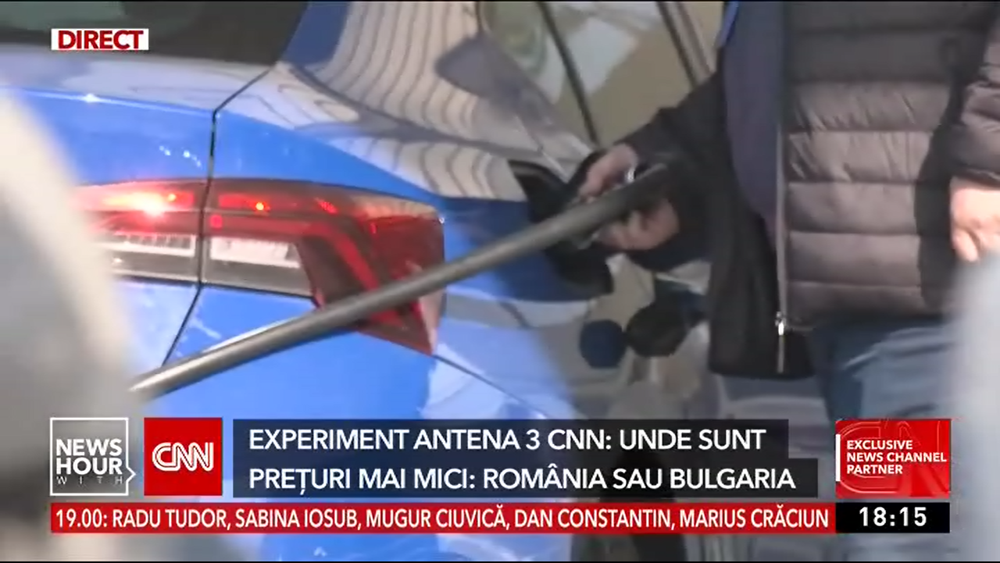 DIRECT
NEWS
HOUR
WITH
CNN
EXPERIMENT ANTENA 3 CNN: UNDE SUNT
PREȚURI MAI MICI: ROMÂNIA SAU BULGARIA
EXCLUSIVE
NEWS CHANNEL
PARTNER
19.00: RADU TUDOR, SABINA IOSUB, MUGUR CIUVICĂ, DAN CONSTANTIN, MARIUS CRĂCIUN
18:15